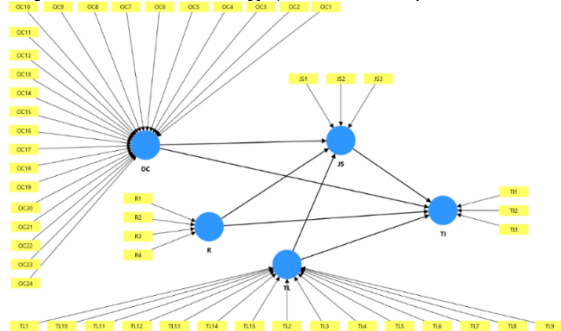 OC10 OC9 OC8 OC7 OC6 OC5 OC4 OC3 OC2 OC1
OC11
OC12
OC13
OC14
OC15
OC16
OC17
OC18
OC19
OC20
OC21
OC22
OC23
OC24
OC
JS1 JS2 JS3
JS
R1
R2
R3
R4
R
TI1
TI2
TI3
TI
TL
TL1 TL10 TL11 TL12 TL13 TL14 TL15 TL2 TL3 TL4 TL5 TL6 TL7 TL8 TL9